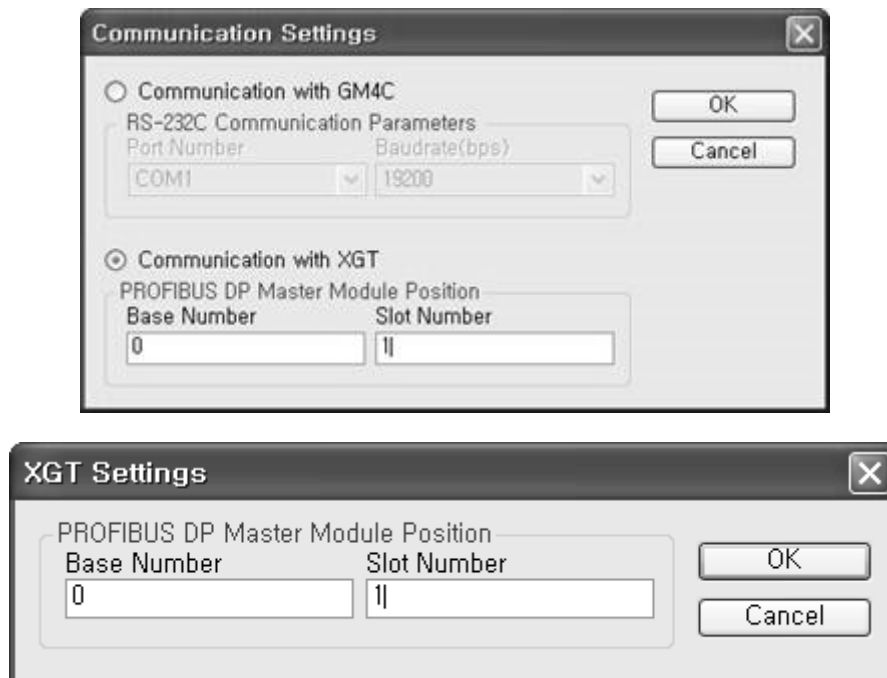 Communication Settings
Communication with GM4C
OK
RS-232C Communication Parameters
Port Number Baudrate(bps)
Cancel
COM1 19200
Communication with XGT
PROFIBUS DP Master Module Position
Base Number Slot Number
0 1
XGT Settings
PROFIBUS DP Master Module Position
Base Number Slot Number
OK
0 1
Cancel